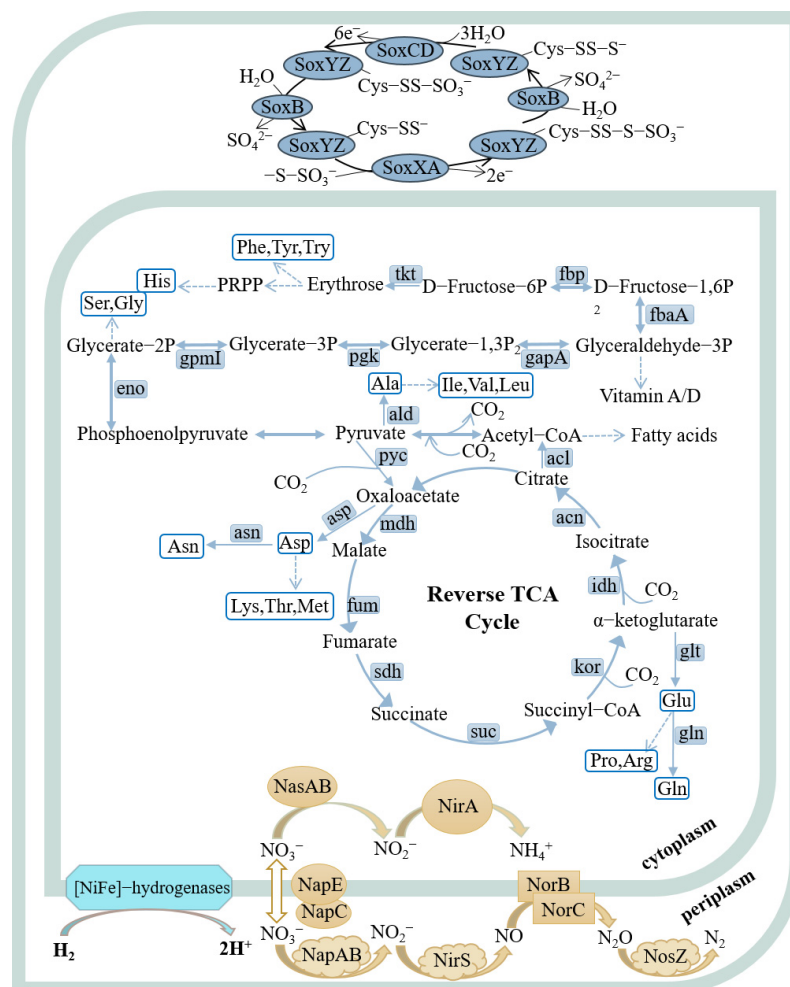 6e⁻
SoxCD
3H₂O
SoxYZ
SoxYZ
Cys−SS−S⁻
Cys−SS−SO₃⁻
H₂O
SO₄²⁻
SoxB
SoxB
H₂O
SO₄²⁻
SoxYZ
Cys−SS⁻
SoxYZ
Cys−SS−S−SO₃⁻
−S−SO₃⁻
SoxXA
2e⁻
Phe,Tyr,Try
His
PRPP
Erythrose
tkt
D−Fructose−6P
fbp
D−Fructose−1,6P
2
Ser,Gly
fbaA
Glycerate−2P
gpmI
Glycerate−3P
pgk
Glycerate−1,3P₂
gapA
Glyceraldehyde−3P
eno
Ala
Ile,Val,Leu
Vitamin A/D
ald
CO₂
Phosphoenolpyruvate
Pyruvate
Acetyl−CoA
Fatty acids
CO₂
pyc
acl
CO₂
Citrate
Oxaloacetate
asp
mdh
acn
Asn
asn
Asp
Malate
Isocitrate
Lys,Thr,Met
fum
Reverse TCA
Cycle
idh
CO₂
Fumarate
α−ketoglutarate
sdh
kor
CO₂
glt
Succinate
suc
Succinyl−CoA
Glu
gln
Pro,Arg
Gln
NasAB
NirA
NO₃⁻
NO₂⁻
NH₄⁺
cytoplasm
[NiFe]−hydrogenases
NapE
NapC
NorB
NorC
periplasm
H₂
2H⁺
NO₃⁻
NapAB
NO₂⁻
NirS
NO
N₂O
NosZ
N₂